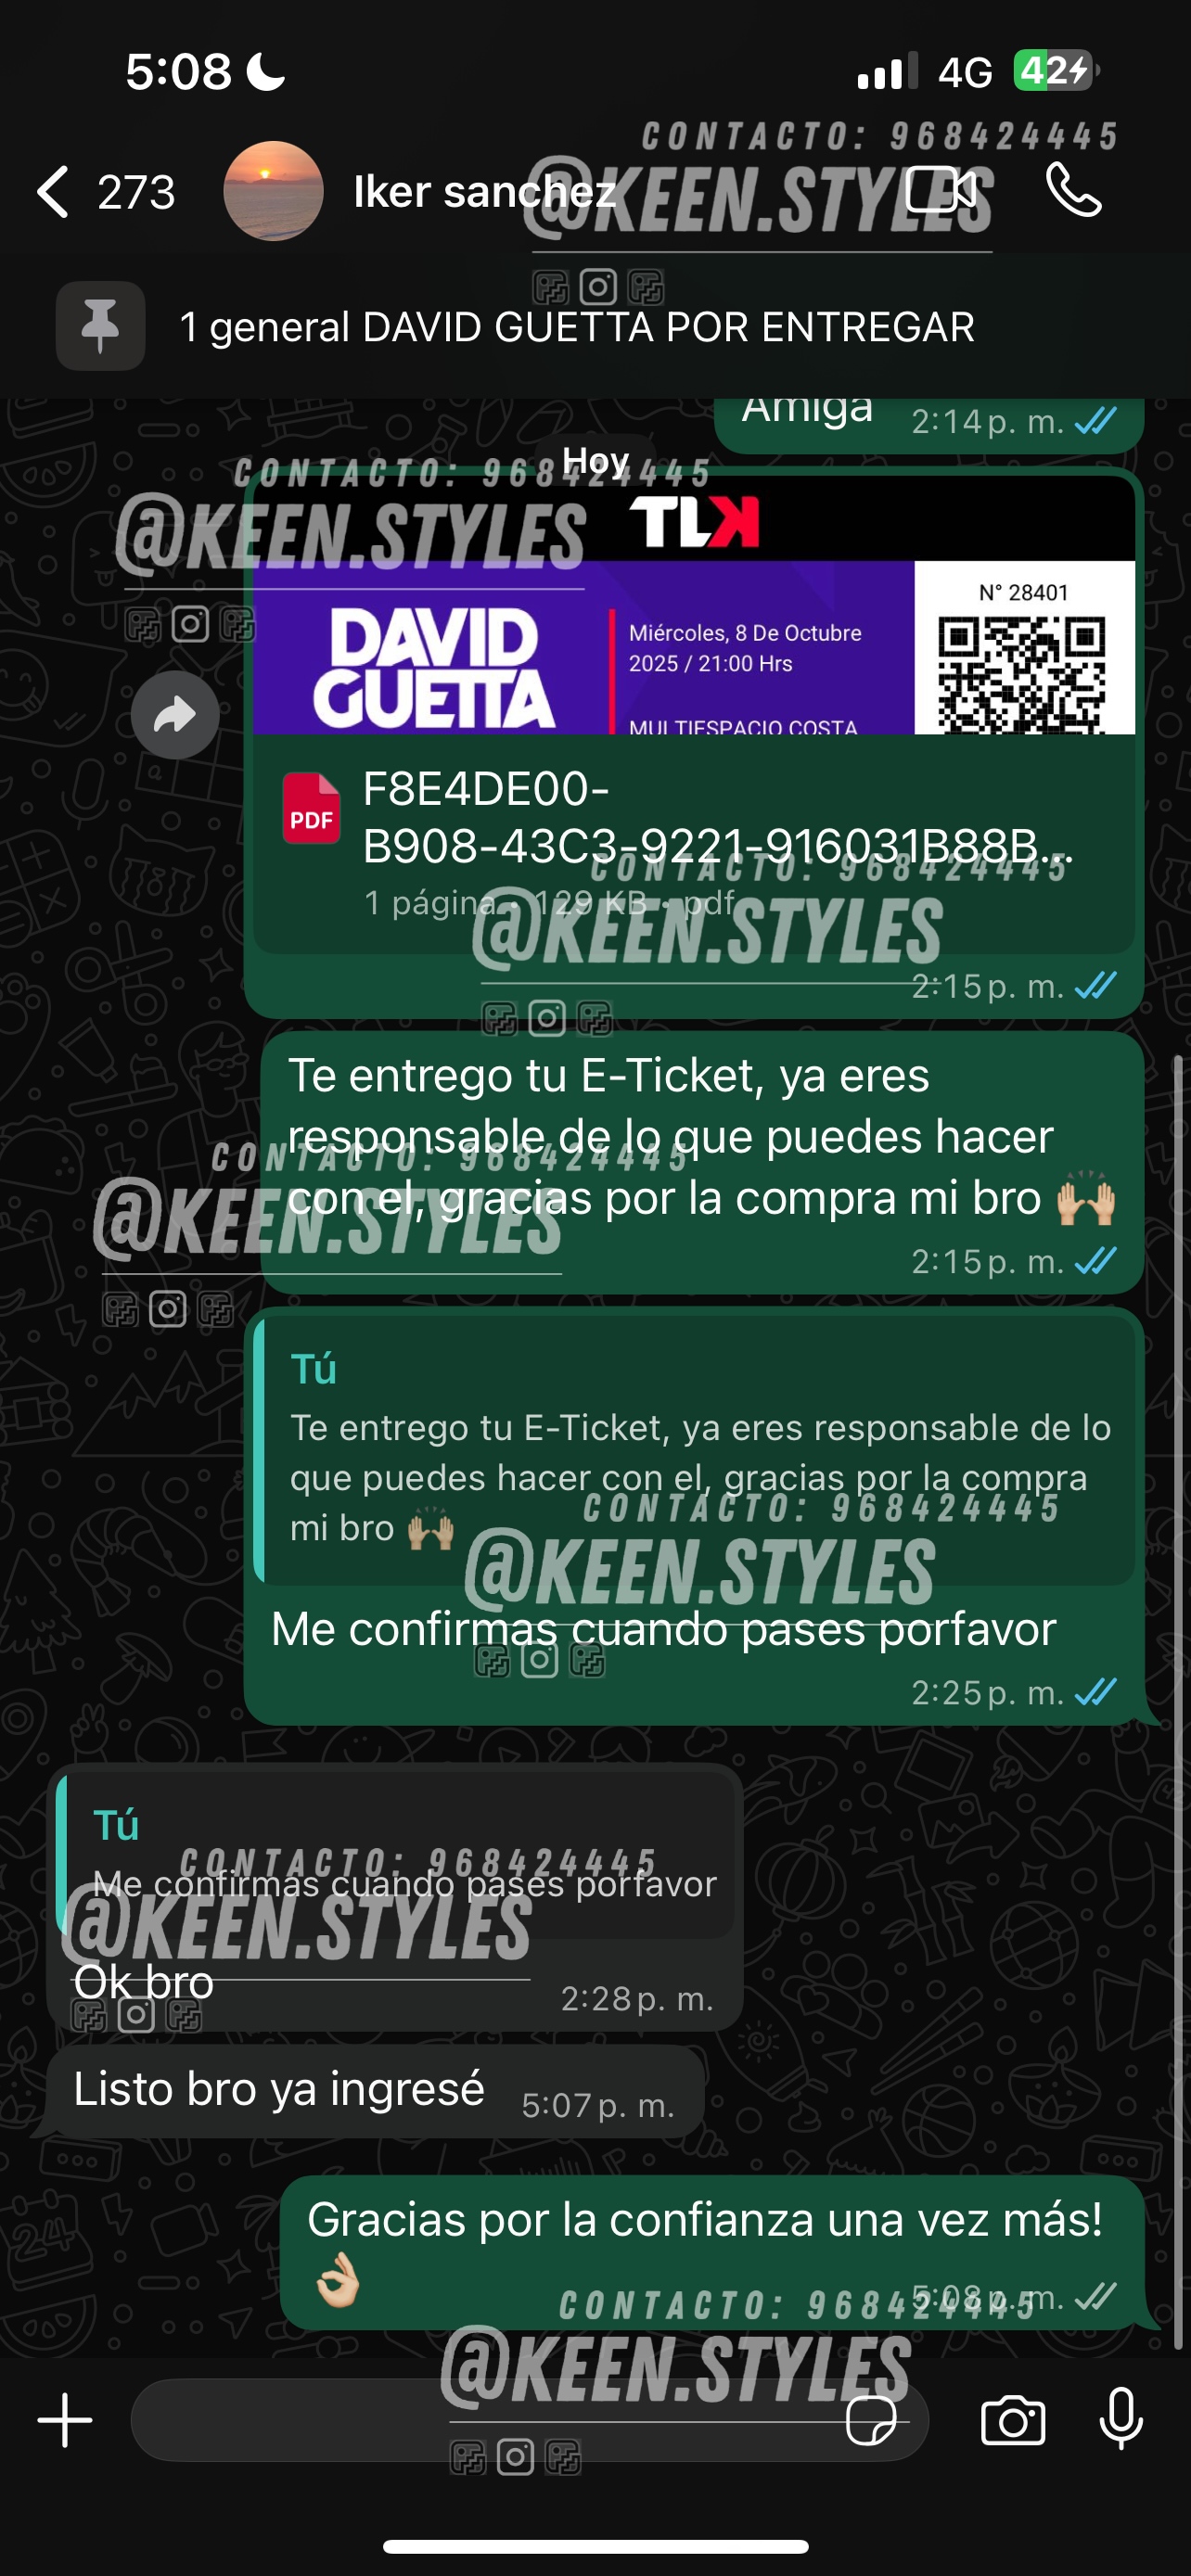 5:08
4G
42
CONTACTO: 968424445
273
Iker sanchez
@KEEN.STYLES
1 general DAVID GUETTA POR ENTREGAR
Amiga
2:14 p. m.
Hoy
CONTACTO: 968424445
@KEEN.STYLES
TLK
DAVID
GUETTA
Miércoles, 8 De Octubre
2025 / 21:00 Hrs
MULTIESPACIO COSTA
N° 28401
PDF
F8E4DE00-
B908-43C3-9221-916031B88B...
CONTACTO: 968424445
1 página • 129 KB • pdf
@KEEN.STYLES
2:15 p. m.
Te entrego tu E-Ticket, ya eres
responsable de lo que puedes hacer
CONTACTO: 968424445
con el, gracias por la compra mi bro 🙌🏼
@KEEN.STYLES
2:15 p. m.
Tú
Te entrego tu E-Ticket, ya eres responsable de lo
que puedes hacer con el, gracias por la compra
mi bro 🙌🏼
CONTACTO: 968424445
@KEEN.STYLES
Me confirmas cuando pases porfavor
2:25 p. m.
Tú
CONTACTO: 968424445
Me confirmas cuando pases porfavor
@KEEN.STYLES
Ok bro
2:28 p. m.
Listo bro ya ingresé
5:07 p. m.
Gracias por la confianza una vez más!
👌🏼
5:08 p. m.
CONTACTO: 968424445
@KEEN.STYLES